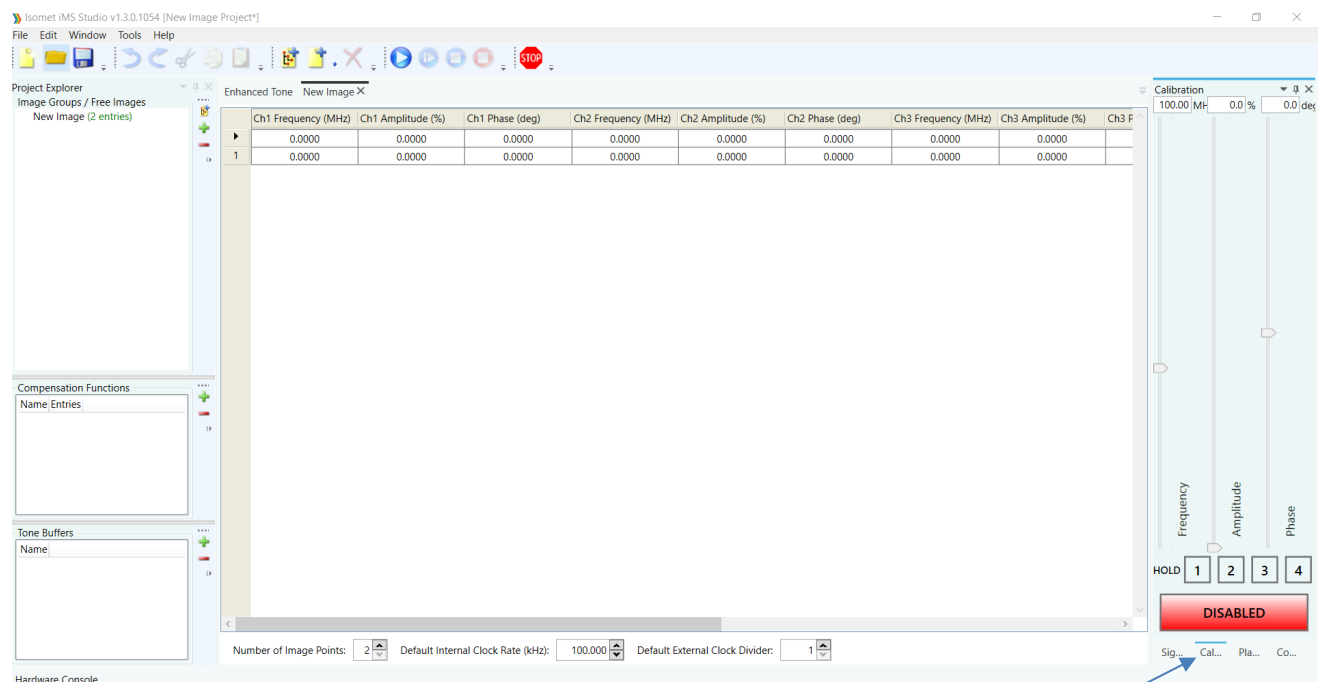 Isomet iMS Studio v1.3.0.1054 [New Image Project*]
File Edit Window Tools Help
STOP
Project Explorer
Image Groups / Free Images
New Image (2 entries)
Enhanced Tone New Image
Ch1 Frequency (MHz) Ch1 Amplitude (%) Ch1 Phase (deg) Ch2 Frequency (MHz) Ch2 Amplitude (%) Ch2 Phase (deg) Ch3 Frequency (MHz) Ch3 Amplitude (%) Ch3 P
0.0000 0.0000 0.0000 0.0000 0.0000 0.0000 0.0000 0.0000
1 0.0000 0.0000 0.0000 0.0000 0.0000 0.0000 0.0000 0.0000
Compensation Functions
Name Entries
Tone Buffers
Name
Number of Image Points: 2 Default Internal Clock Rate (kHz): 100.000 Default External Clock Divider: 1
Calibration
100.00 MH 0.0 % 0.0 deg
Frequency
Amplitude
Phase
HOLD 1 2 3 4
DISABLED
Sig... Cal... Pla... Co...
Hardware Console